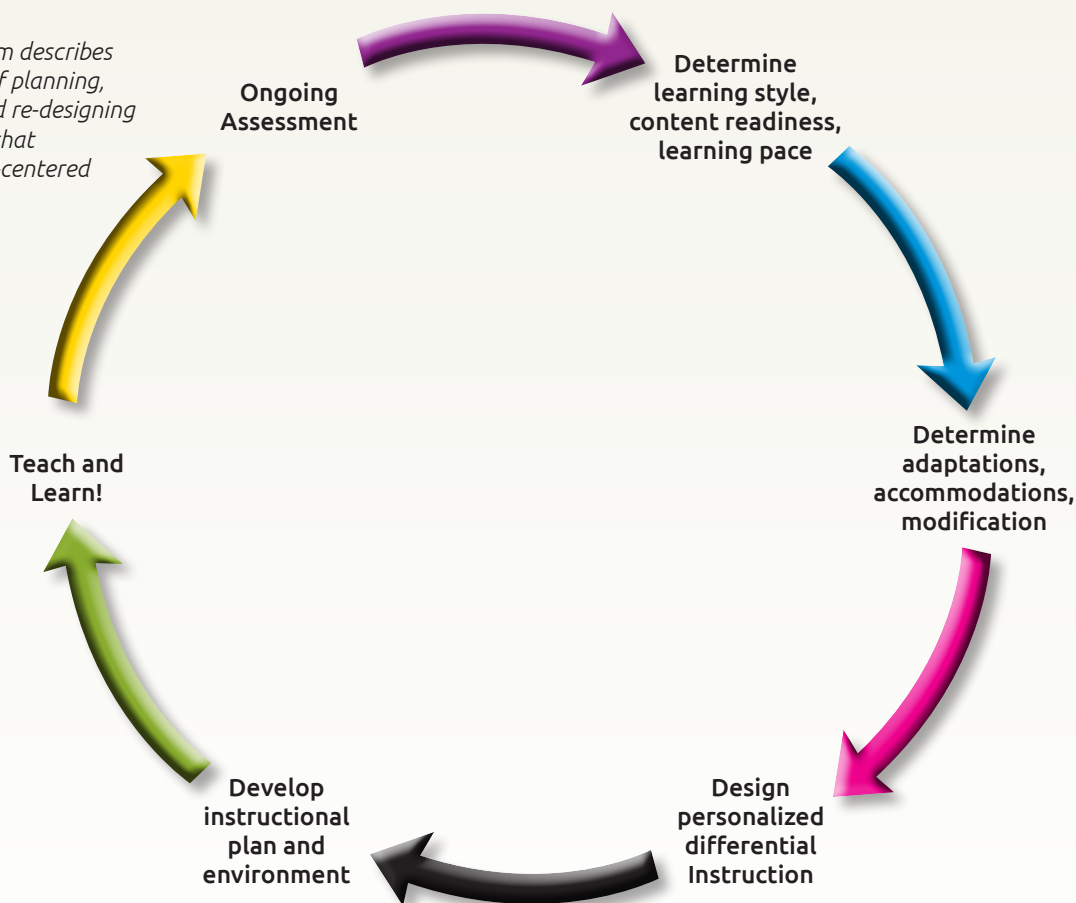 m describes
f planning,
d re-designing
hat
-centered
Ongoing
Assessment
Determine
learning style,
content readiness,
learning pace
Determine
adaptations,
accommodations,
modification
Design
personalized
differential
Instruction
Develop
instructional
plan and
environment
Teach and
Learn!